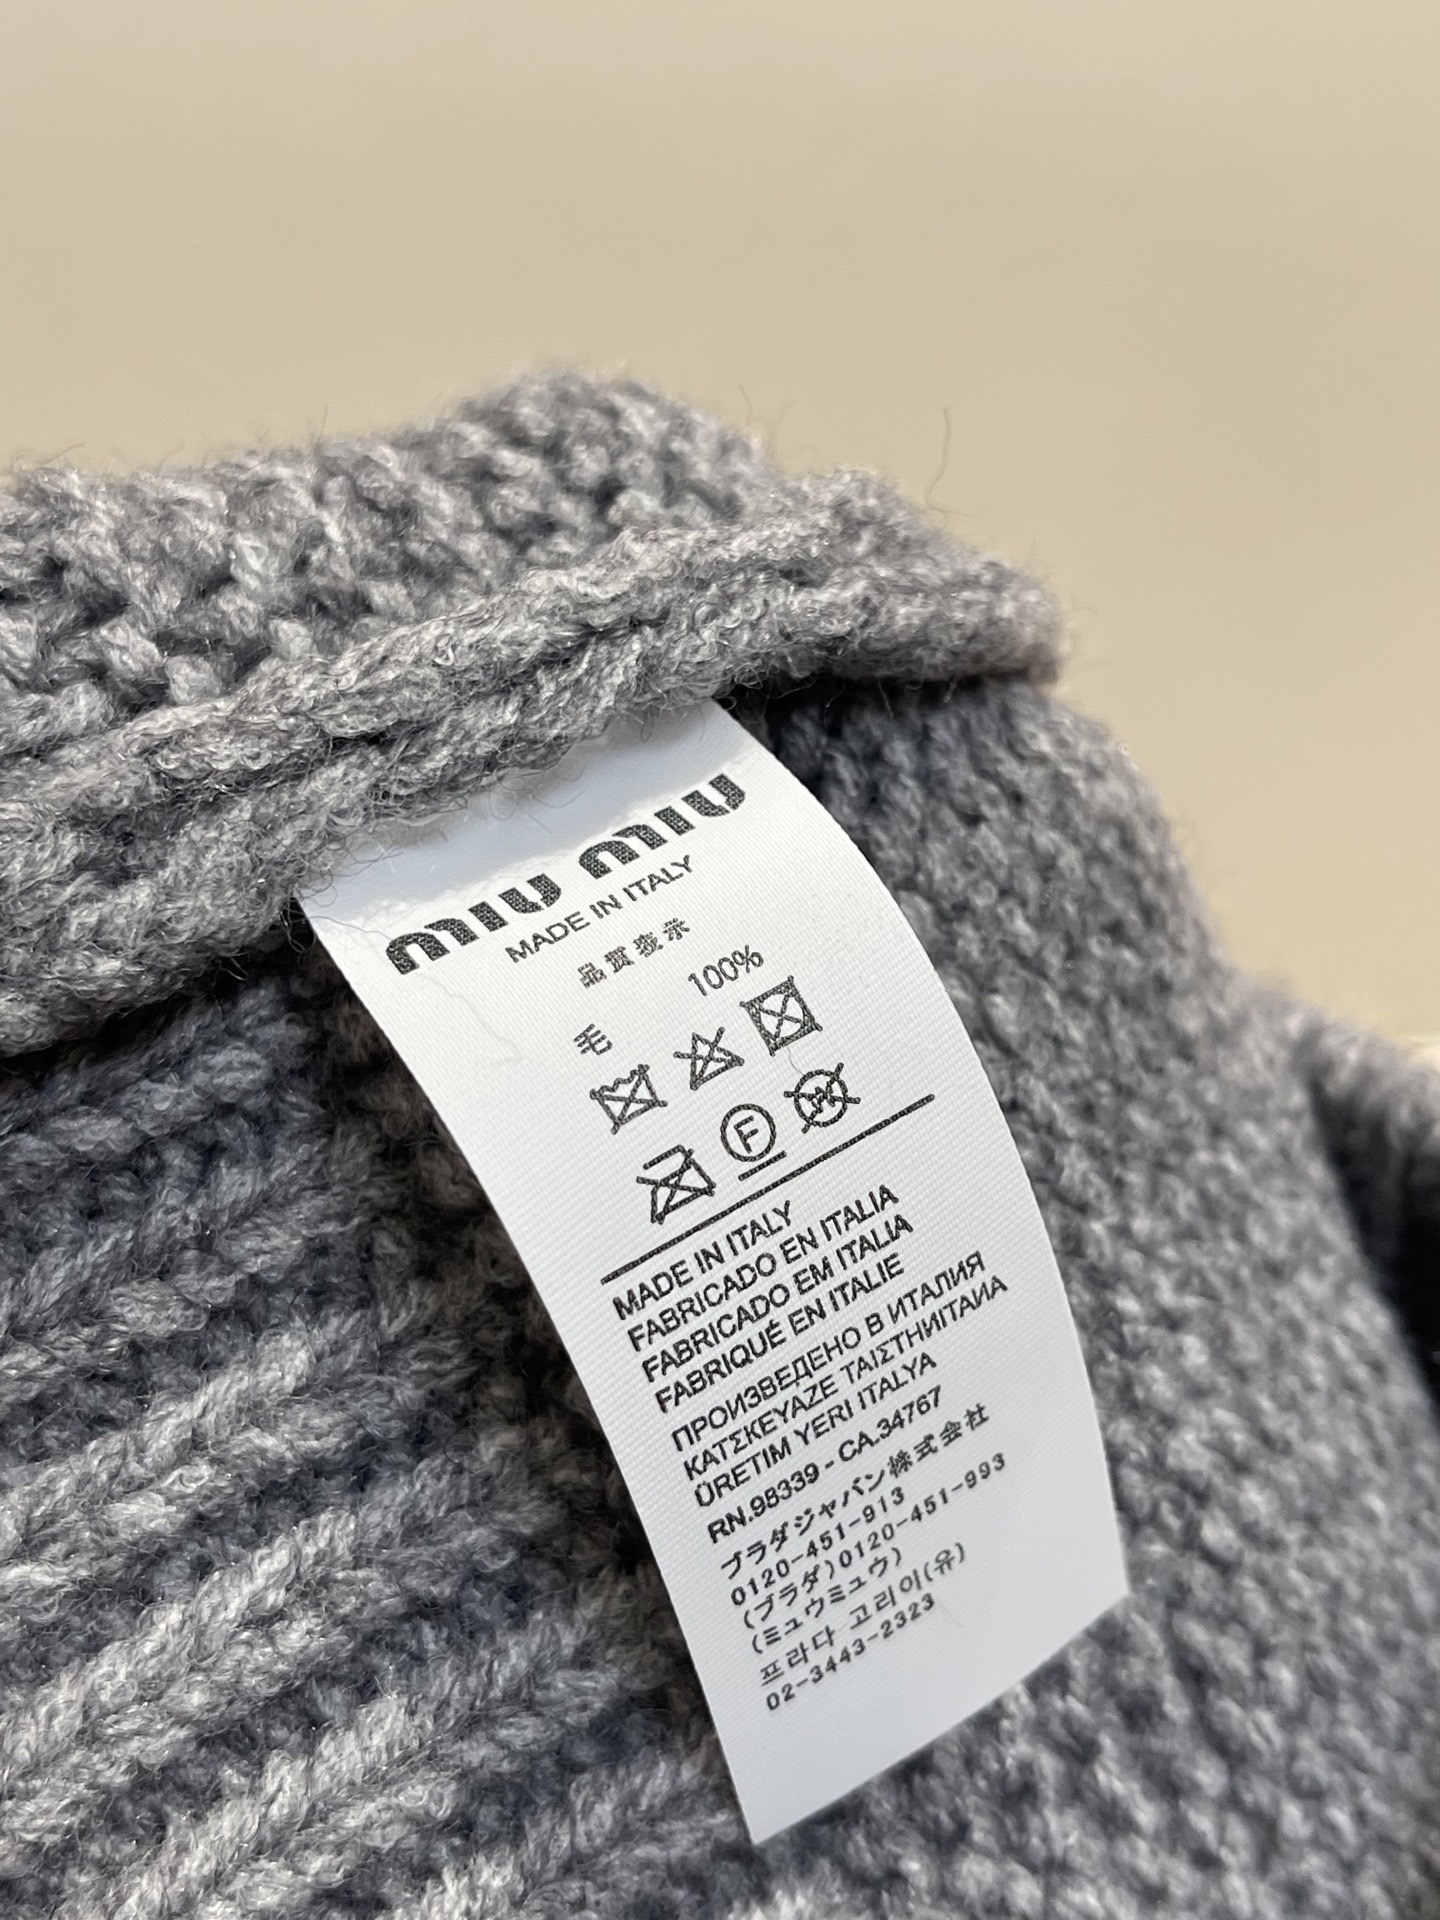 MIU MIU
MADE IN ITALY
品質表示
毛 100%
F
W
MADE IN ITALY
FABRICADO EN ITALIA
FABRICADO EM ITALIA
FABRIQUÉ EN ITALIE
ПРОИЗВЕДЕНО В ИТАЛИЯ
ΚΑΤΣΚΕΥΑΖΕ ΤΑΙΣΤΗΝИΤΑΝΑ
ÜRETIM YERI ITALYA
RN.98339 - CA.34767
プラダジャパン株式会社
0120-451-913
(プラダ)0120-451-993
(ミュウミュウ)
프라다 고리이(유)
02-3443-2323